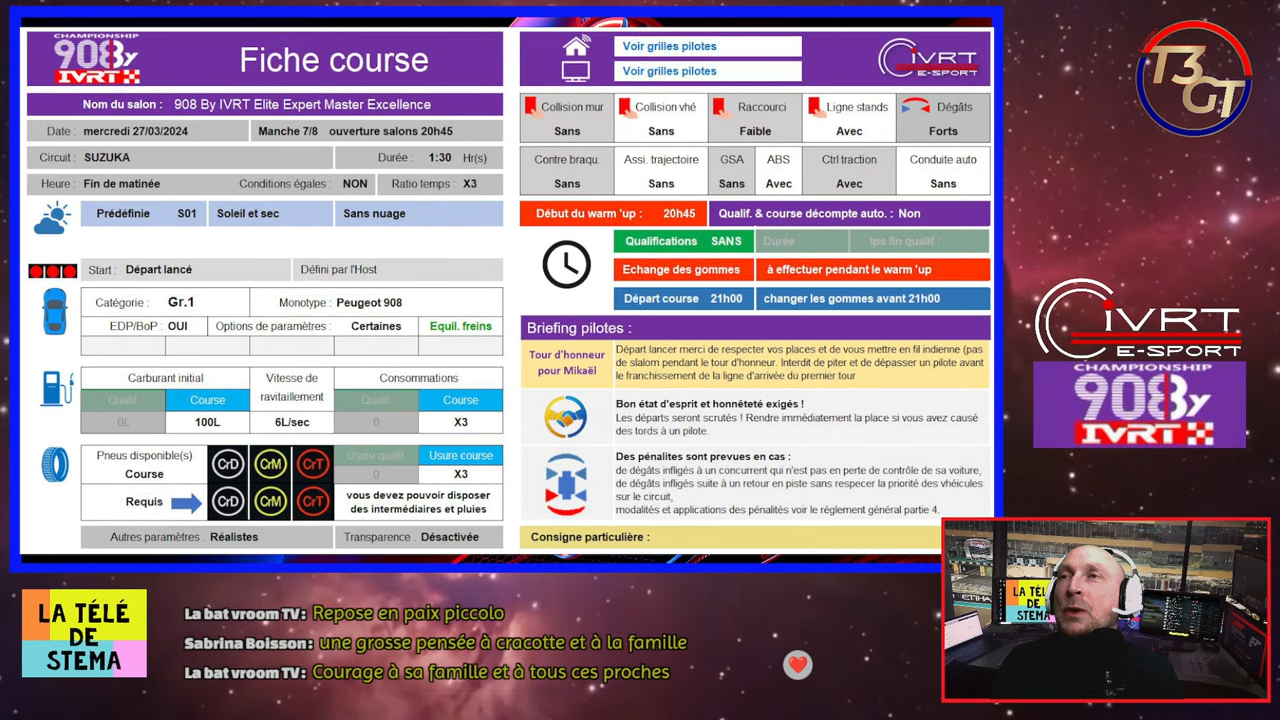 CHAMPIONSHIP
908 By
IVRT
Fiche course
Nom du salon : 908 By IVRT Elite Expert Master Excellence
Date : mercredi 27/03/2024 Manche 7/8 ouverture salons 20h45
Circuit : SUZUKA Durée : 1:30 Hr(s)
Heure : Fin de matinée Conditions égales : NON Ratio temps : X3
Prédéfinie S01 Soleil et sec Sans nuage
Start : Départ lancé Défini par l'Host
Catégorie : Gr.1 Monotype : Peugeot 908
EDP/BoP : OUI Options de paramètres : Certaines Equil. freins
Carburant initial Vitesse de ravitaillement Consommations
Qualif Course Qualif Course
0L 100L 6L/sec 0 X3
Pneus disponible(s) CrD CrM CrT Usure qualif Usure course
Course 0 X3
Requis CrD CrM CrT vous devez pouvoir disposer
des intermédiaires et pluies
Autres paramètres . Réalistes Transparence . Désactivée
Voir grilles pilotes
Voir grilles pilotes
IVRT
E-SPORT
Collision mur Collision vhé Raccourci Ligne stands Dégâts
Sans Sans Faible Avec Forts
Contre braqu. Assi. trajectoire GSA ABS Ctrl traction Conduite auto
Sans Sans Sans Avec Avec Sans
Début du warm 'up : 20h45 Qualif. & course décompte auto. : Non
Qualifications SANS Durée tps fin qualif :
Echange des gommes à effectuer pendant le warm 'up
Départ course 21h00 changer les gommes avant 21h00
Briefing pilotes :
Tour d'honneur
pour Mikaël
Départ lancer merci de respecter vos places et de vous mettre en fil indienne (pas
de slalom pendant le tour d'honneur. Interdit de piter et de dépasser un pilote avant
le franchissement de la ligne d'arrivée du premier tour
Bon état d'esprit et honnêteté exigés !
Les départs seront scrutés ! Rendre immédiatement la place si vous avez causé
des tords à un pilote.
Des pénalites sont prevues en cas :
de dégâts infligés à un concurrent qui n'est pas en perte de contrôle de sa voiture,
de dégâts infligés suite à un retour en piste sans respecer la priorité des vhéicules
sur le circuit,
modalités et applications des pénalités voir le réglement général partie 4.
Consigne particulière :
T3
GT
IVRT
E-SPORT
CHAMPIONSHIP
908 By
IVRT
LA TÉLÉ
DE
STEMA
La bat vroom TV : Repose en paix piccolo
Sabrina Boisson : une grosse pensée à cracotte et à la famille
La bat vroom TV : Courage à sa famille et à tous ces proches
LA TÉL
DE
STEMA